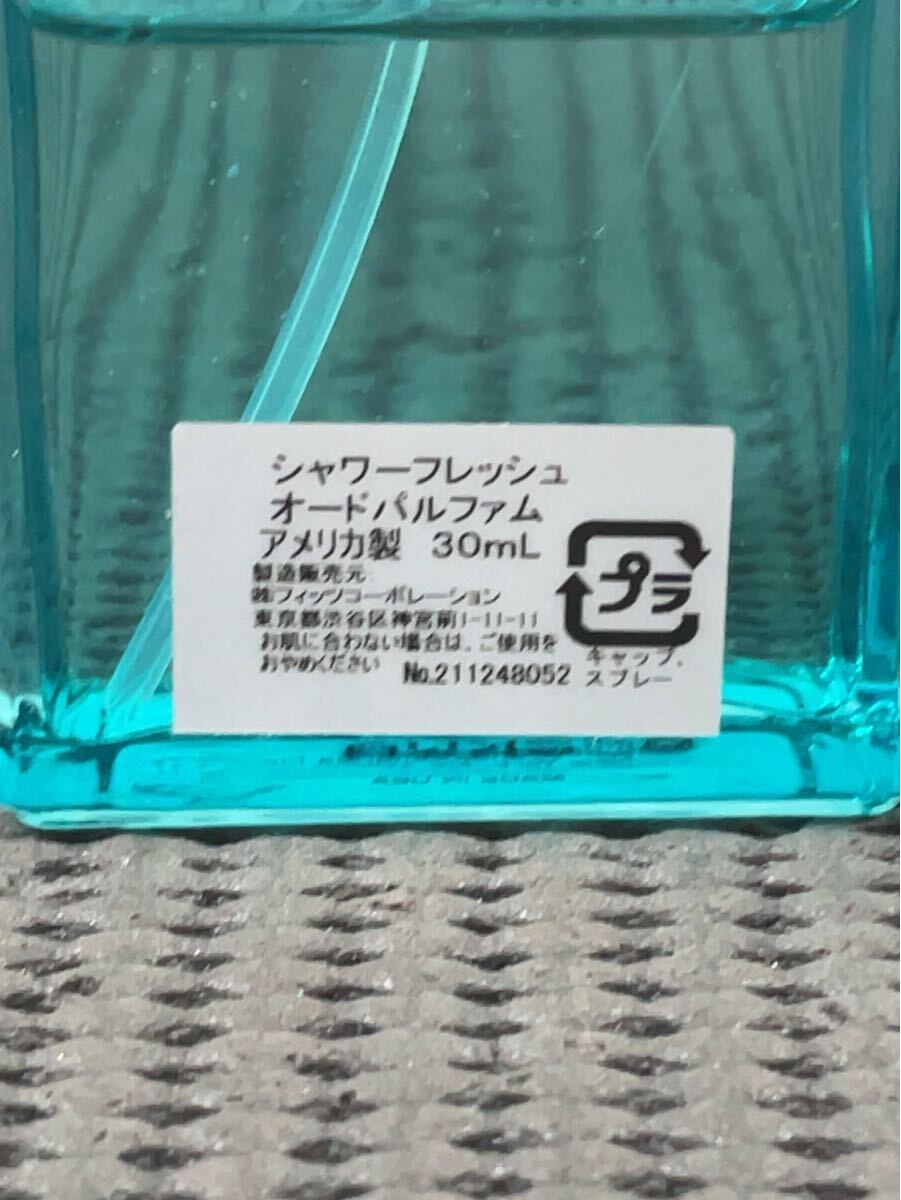 シャワーフレッシュ
オードパルファム
アメリカ製 30mL
製造販売元:
㈱フィッツコーポレーション
東京都渋谷区神宮前1-11-11
お肌に合わない場合は、ご使用を
おやめください
No.211248052
プラ
キャップ,
スプレー